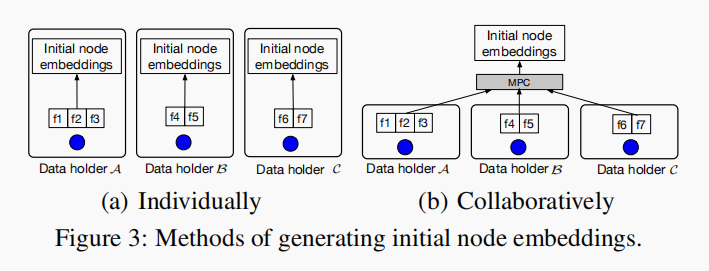 Initial node
embeddings
f1 f2 f3
Data holder A
Initial node
embeddings
f4 f5
Data holder B
Initial node
embeddings
f6 f7
Data holder C
(a) Individually
Initial node
embeddings
MPC
f1 f2 f3
Data holder A
f4 f5
Data holder B
f6 f7
Data holder C
(b) Collaboratively
Figure 3: Methods of generating initial node embeddings.